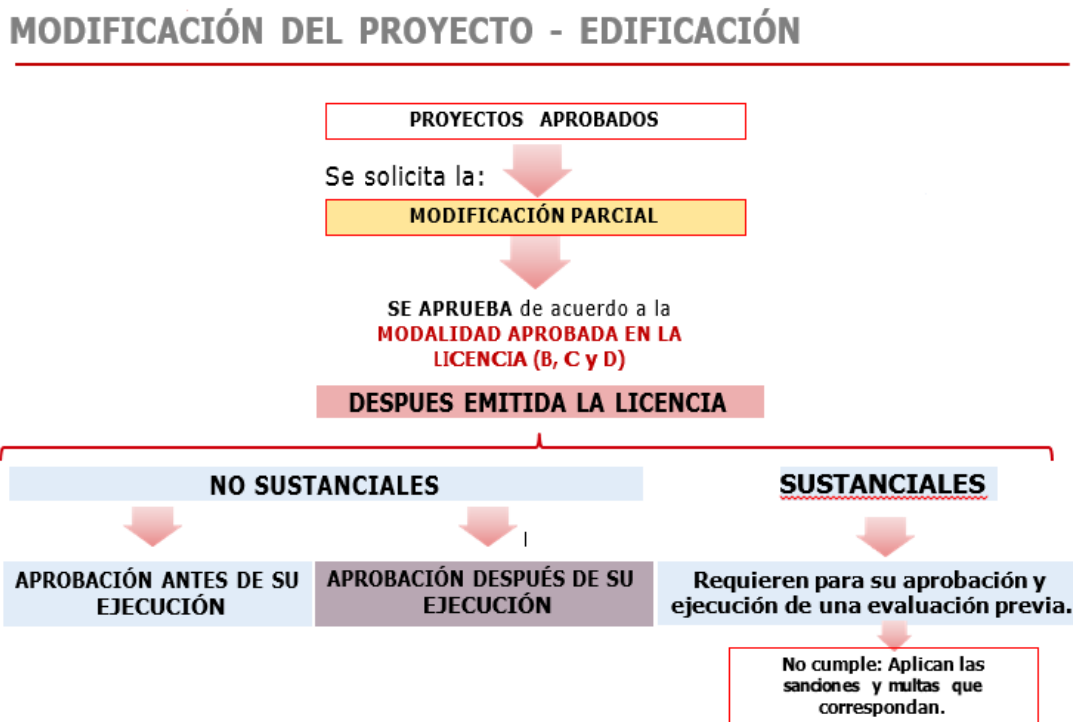 MODIFICACIÓN DEL PROYECTO - EDIFICACIÓN
PROYECTOS APROBADOS
Se solicita la:
MODIFICACIÓN PARCIAL
SE APRUEBA de acuerdo a la
MODALIDAD APROBADA EN LA
LICENCIA (B, C y D)
DESPUES EMITIDA LA LICENCIA
NO SUSTANCIALES
SUSTANCIALES
APROBACIÓN ANTES DE SU
EJECUCIÓN
APROBACIÓN DESPUÉS DE SU
EJECUCIÓN
Requieren para su aprobación y
ejecución de una evaluación previa.
No cumple: Aplican las
sanciones y multas que
correspondan.